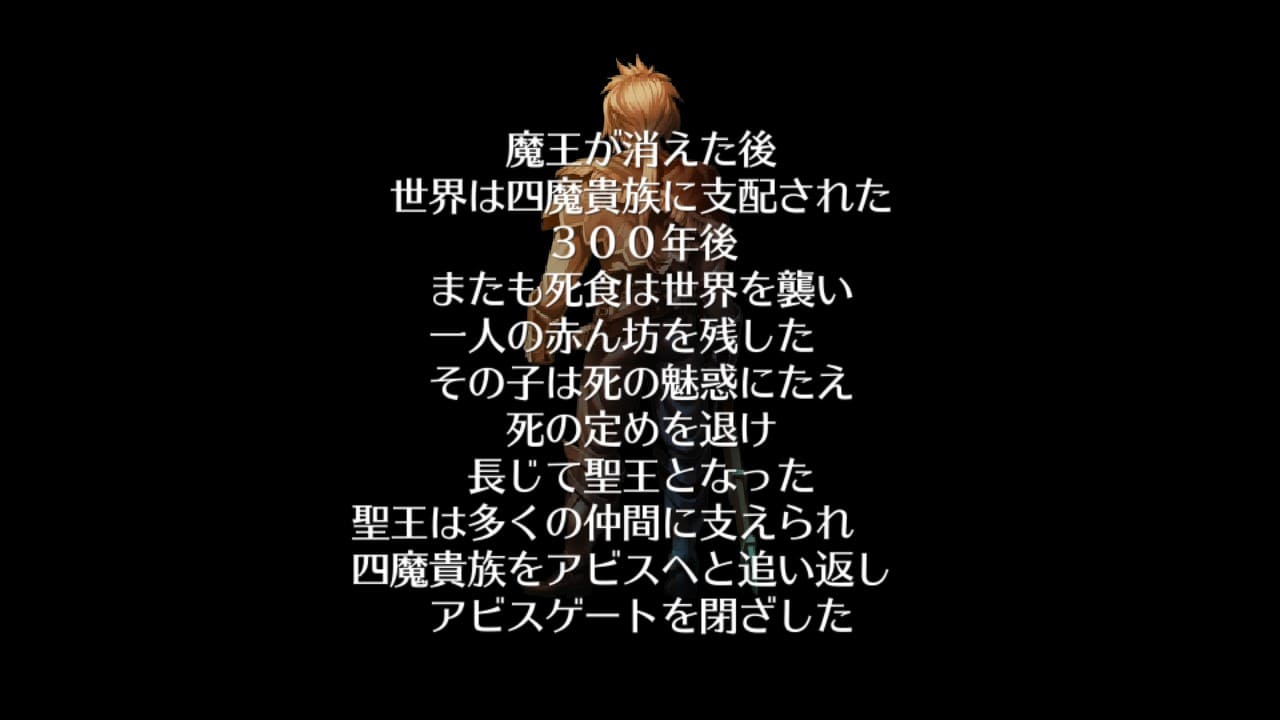 魔王が消えた後
世界は四魔貴族に支配された
３００年後
またも死食は世界を襲い
一人の赤ん坊を残した
その子は死の魅惑にたえ
死の定めを退け
長じて聖王となった
聖王は多くの仲間に支えられ
四魔貴族をアビスへと追い返し
アビスゲートを閉ざした